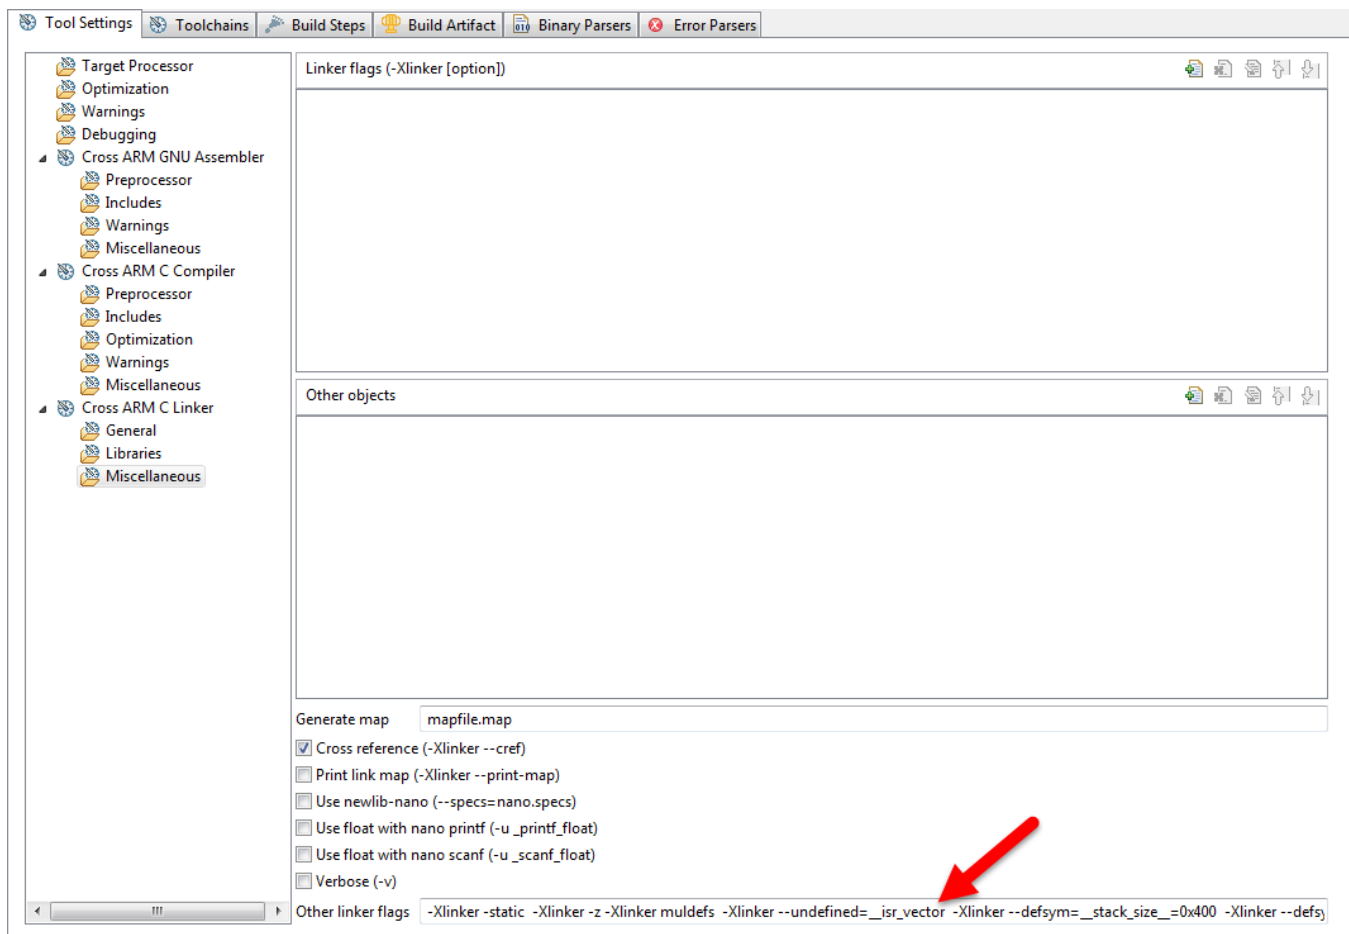 Tool Settings
Toolchains
Build Steps
Build Artifact
Binary Parsers
Error Parsers
Target Processor
Optimization
Warnings
Debugging
Cross ARM GNU Assembler
Preprocessor
Includes
Warnings
Miscellaneous
Cross ARM C Compiler
Preprocessor
Includes
Optimization
Warnings
Miscellaneous
Cross ARM C Linker
General
Libraries
Miscellaneous
Linker flags (-Xlinker [option])
Other objects
Generate map mapfile.map
Cross reference (-Xlinker --cref)
Print link map (-Xlinker --print-map)
Use newlib-nano (--specs=nano.specs)
Use float with nano printf (-u _printf_float)
Use float with nano scanf (-u _scanf_float)
Verbose (-v)
Other linker flags -Xlinker -static -Xlinker -z -Xlinker muldefs -Xlinker --undefined=__isr_vector -Xlinker --defsym=__stack_size__=0x400 -Xlinker --defsy